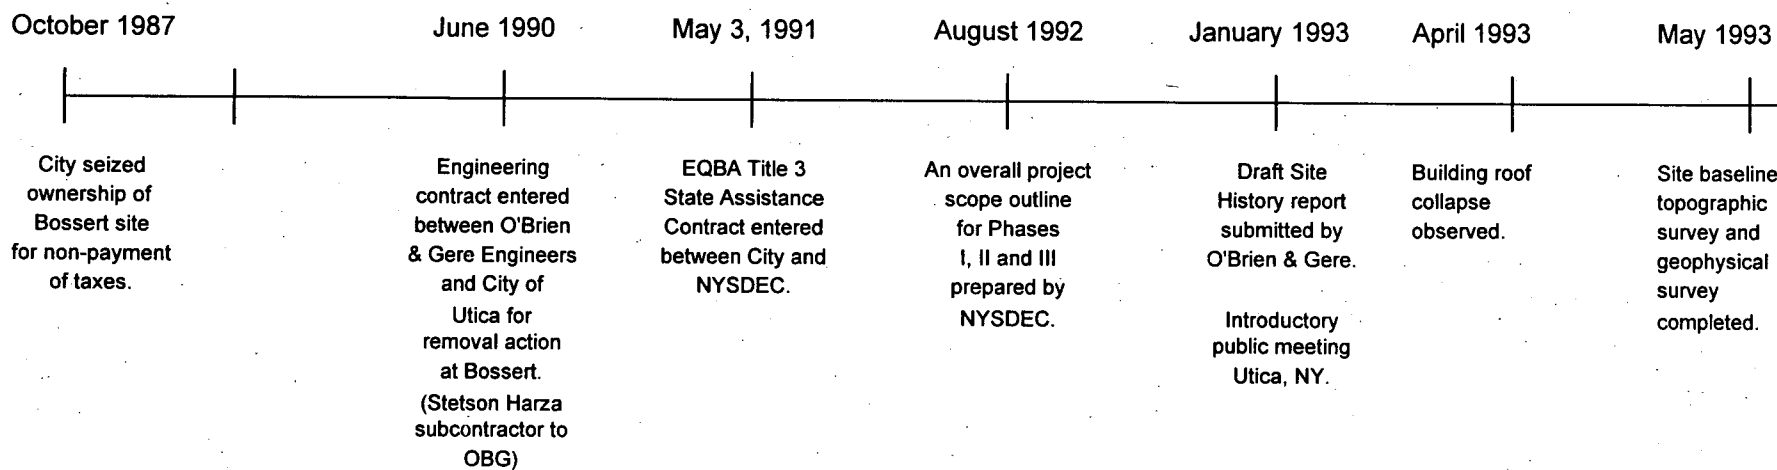 October 1987
June 1990
May 3, 1991
August 1992
January 1993
April 1993
May 1993
City seized
ownership of
Bossert site
for non-payment
of taxes.
Engineering
contract entered
between O'Brien
& Gere Engineers
and City of
Utica for
removal action
at Bossert.
(Stetson Harza
subcontractor to
OBG)
EQBA Title 3
State Assistance
Contract entered
between City and
NYSDEC.
An overall project
scope outline
for Phases
I, II and III
prepared by
NYSDEC.
Draft Site
History report
submitted by
O'Brien & Gere.
Introductory
public meeting
Utica, NY.
Building roof
collapse
observed.
Site baseline
topographic
survey and
geophysical
survey
completed.